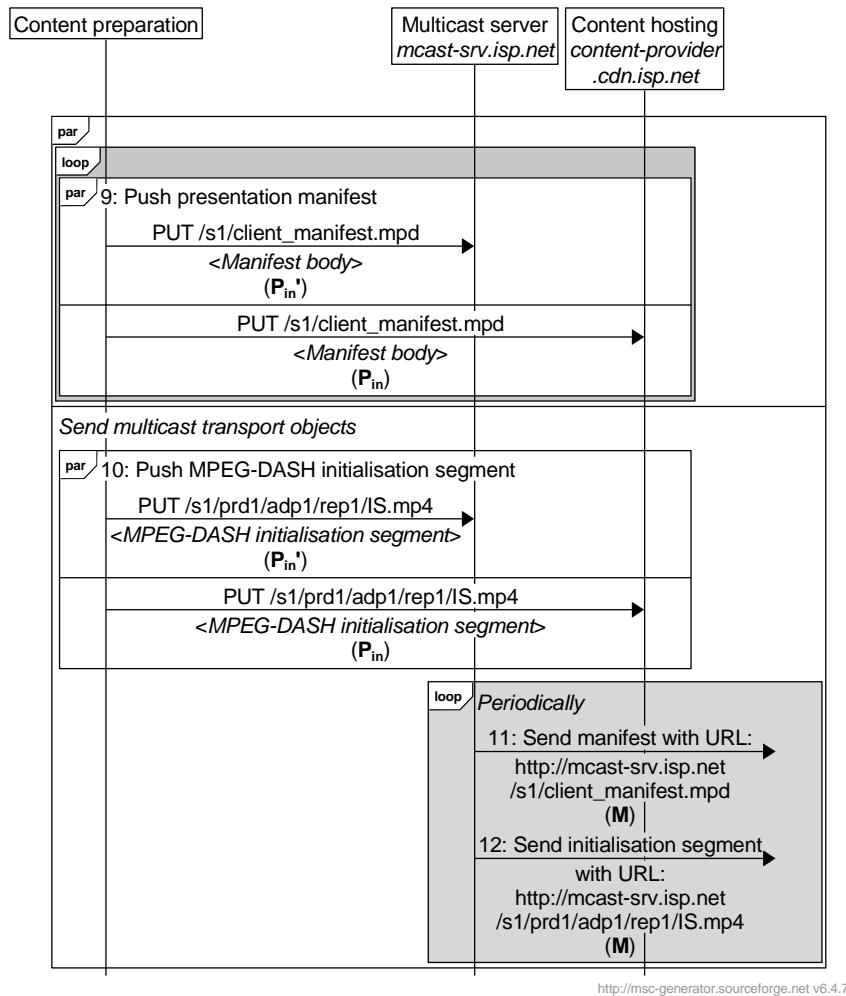 Content preparation
Multicast server
mcast-srv.isp.net
Content hosting
content-provider
.cdn.isp.net
par
loop
par
9: Push presentation manifest
PUT /s1/client_manifest.mpd
<Manifest body>
(Pin')
PUT /s1/client_manifest.mpd
<Manifest body>
(Pin)
Send multicast transport objects
par
10: Push MPEG-DASH initialisation segment
PUT /s1/prd1/adp1/rep1/IS.mp4
<MPEG-DASH initialisation segment>
(Pin')
PUT /s1/prd1/adp1/rep1/IS.mp4
<MPEG-DASH initialisation segment>
(Pin)
loop
Periodically
11: Send manifest with URL:
http://mcast-srv.isp.net
/s1/client_manifest.mpd
(M)
12: Send initialisation segment
with URL:
http://mcast-srv.isp.net
/s1/prd1/adp1/rep1/IS.mp4
(M)
http://msc-generator.sourceforge.net v6.4.7